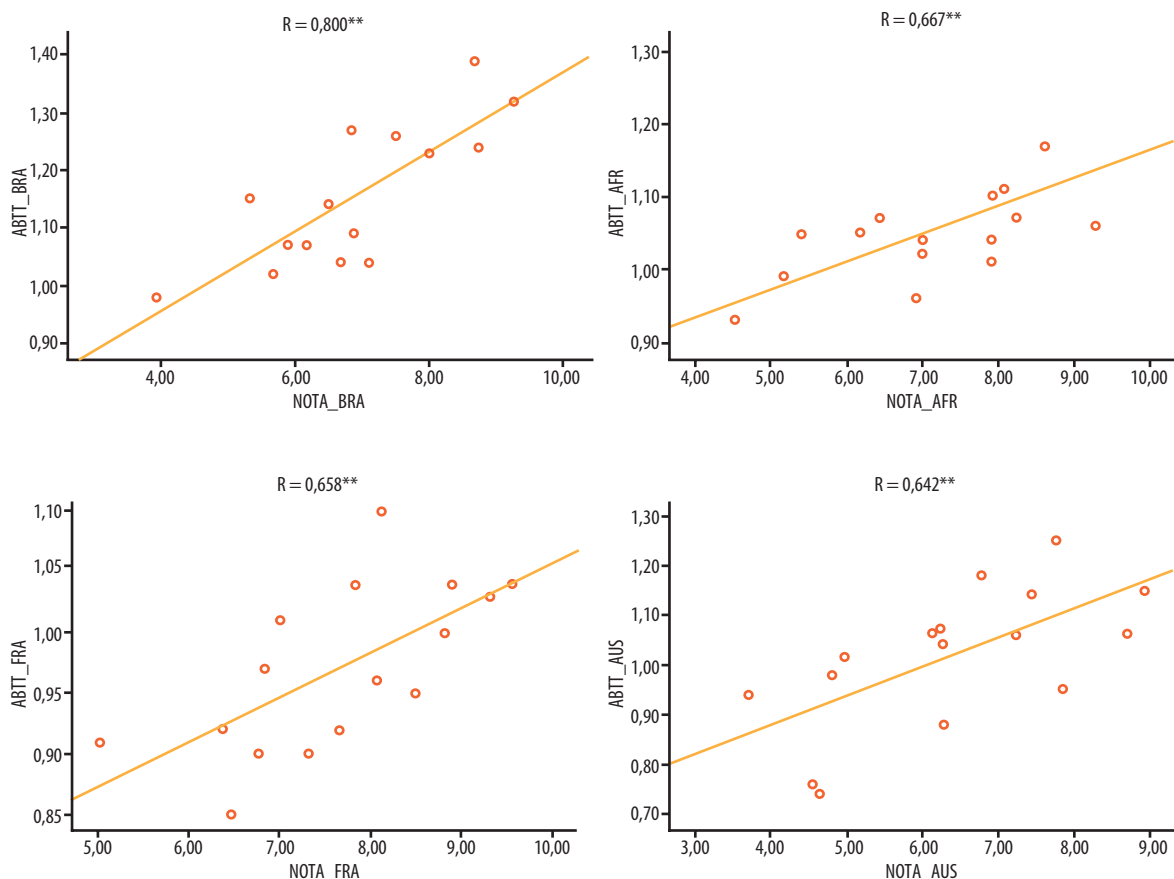 R = 0,800**
1,40
1,30
1,20
1,10
1,00
0,90
ABTT_BRA
4,00 6,00 8,00 10,00
NOTA_BRA
R = 0,667**
1,30
1,20
1,10
1,00
0,90
ABTT_AFR
4,00 5,00 6,00 7,00 8,00 9,00 10,00
NOTA_AFR
R = 0,658**
1,10
1,05
1,00
0,95
0,90
0,85
ABTT_FRA
5,00 6,00 7,00 8,00 9,00 10,00
NOTA_FRA
R = 0,642**
1,30
1,20
1,10
1,00
0,90
0,80
0,70
ABTT_AUS
3,00 4,00 5,00 6,00 7,00 8,00 9,00
NOTA_AUS